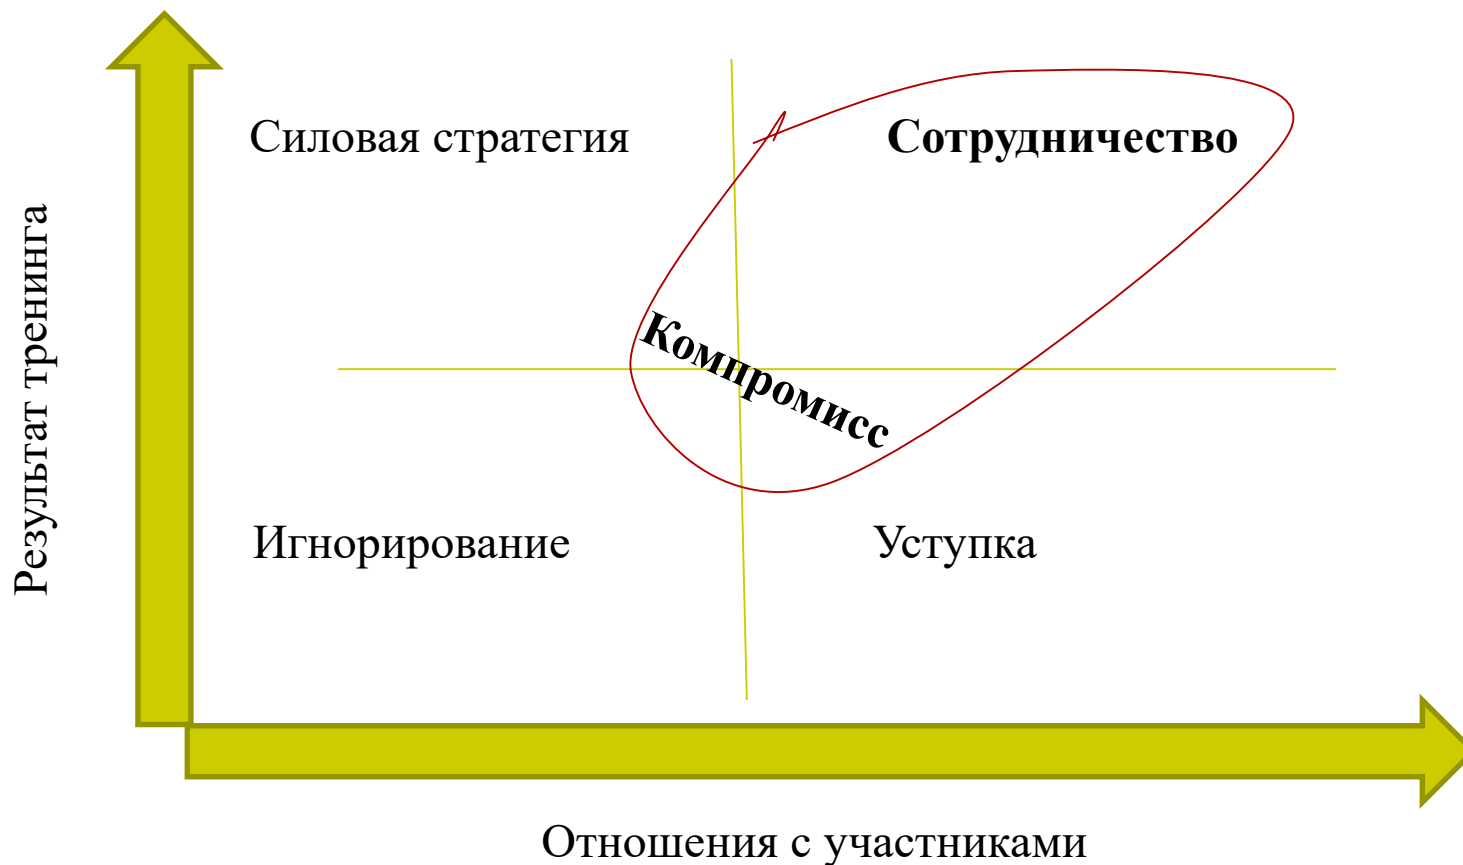 Результат тренинга
Силовая стратегия
Сотрудничество
Компромисс
Игнорирование
Уступка
Отношения с участниками